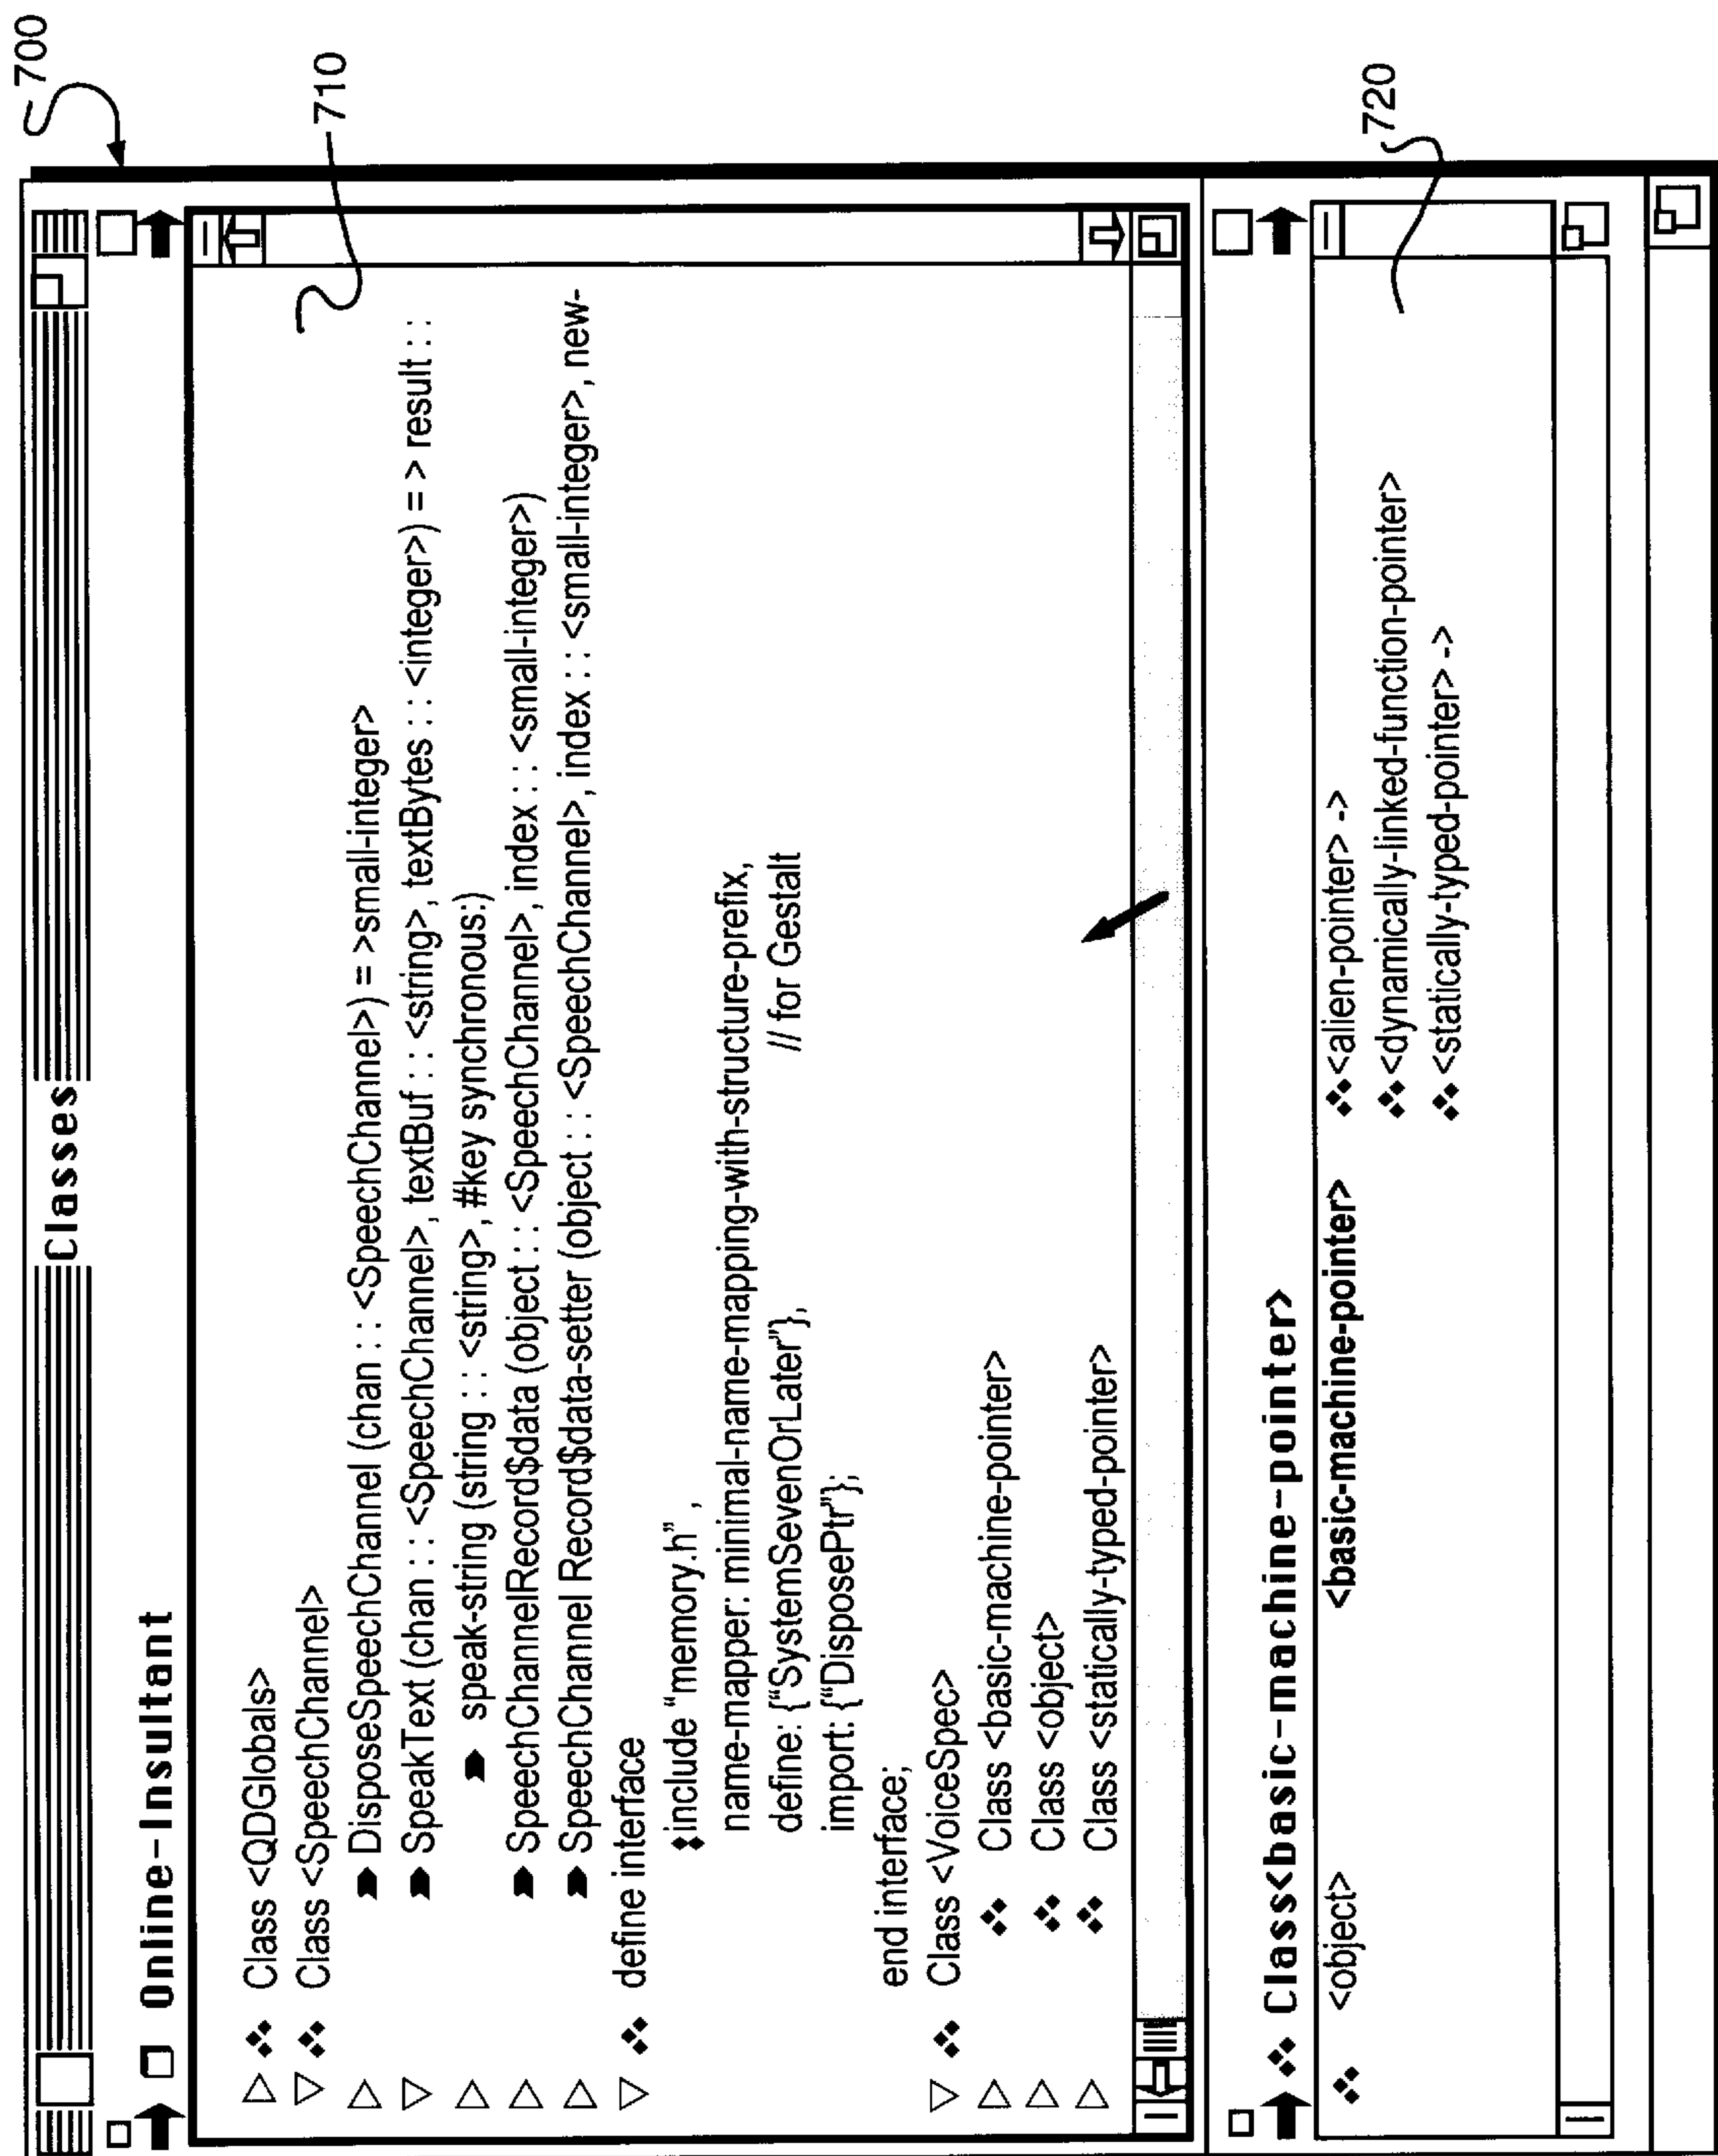 700
Classes
Online-Insultant
710
Class <QDGlobals>
Class <SpeechChannel>
DisposeSpeechChannel (chan : : <SpeechChannel>) = >small-integer>
SpeakText (chan : : <SpeechChannel>, textBuf : : <string>, textBytes : : <integer>) = > result : :
speak-string (string : : <string>, #key synchronous:)
SpeechChannelRecord$data (object : : <SpeechChannel>, index : : <small-integer>)
SpeechChannel Record$data-setter (object : : <SpeechChannel>, index : : <small-integer>, new-
define interface
include “memory.h” ,
name-mapper: minimal-name-mapping-with-structure-prefix,
define: {“SystemSevenOrLater”}, // for Gestalt
import: {“DisposePtr”};
end interface;
Class <VoiceSpec>
Class <basic-machine-pointer>
Class <object>
Class <statically-typed-pointer>
Class<basic-machine-pointer>
720
<object> <basic-machine-pointer> <alien-pointer> ->
<dynamically-linked-function-pointer>
<statically-typed-pointer> ->